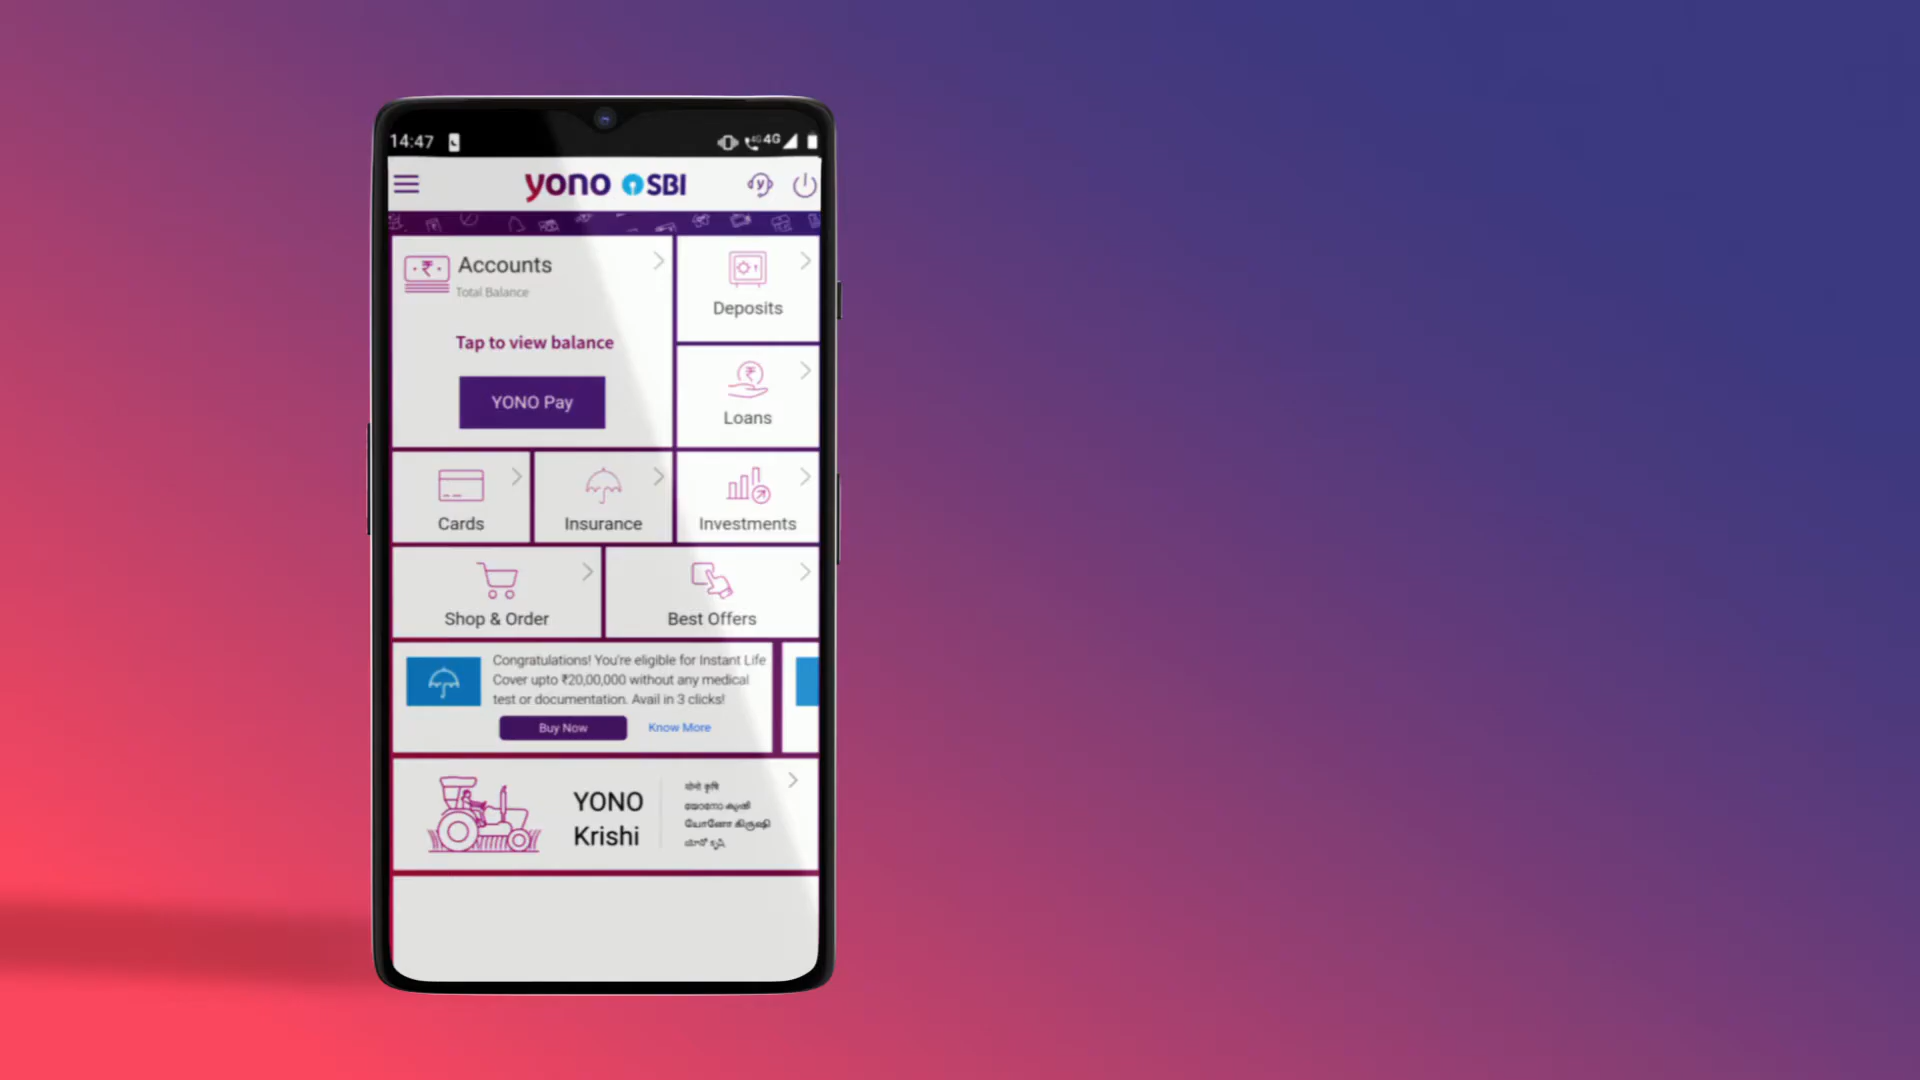 14:47
4G 4G
yono SBI
Accounts
Total Balance
Tap to view balance
YONO Pay
Deposits
Loans
Cards
Insurance
Investments
Shop & Order
Best Offers
Congratulations! You're eligible for Instant Life
Cover upto ₹20,00,000 without any medical
test or documentation. Avail in 3 clicks!
Buy Now
Know More
YONO
Krishi
योनो कृषि
യോനോ കൃഷി
யோனோ கிருஷி
యోనో కృషి